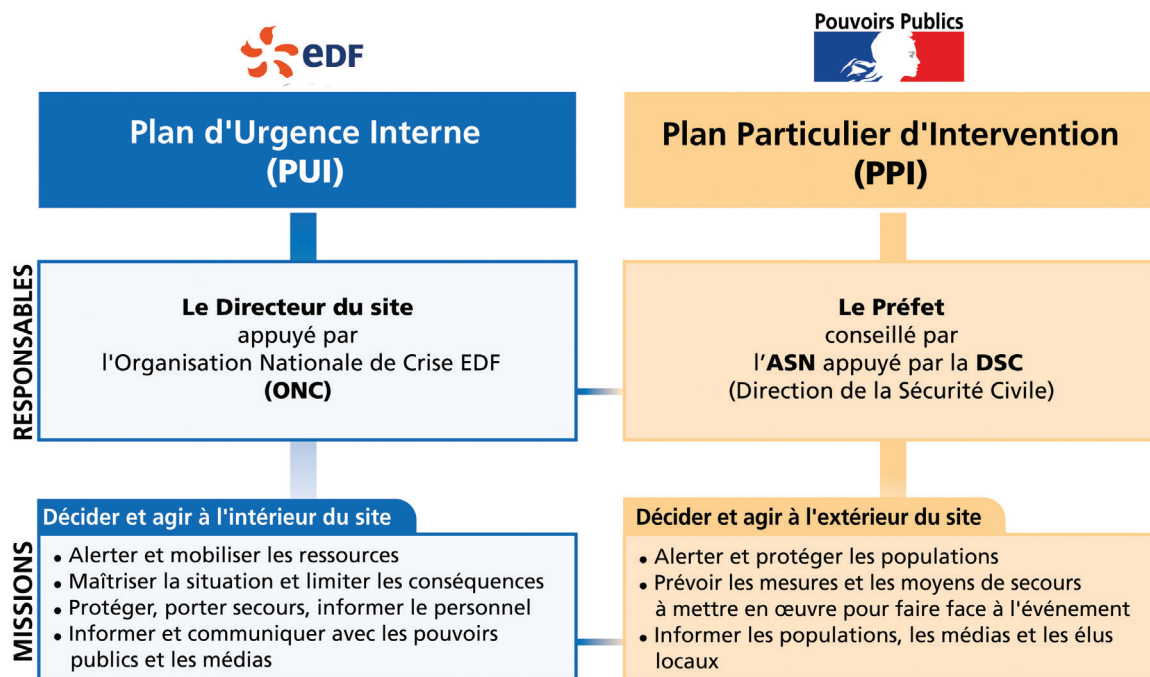 eDF
Pouvoirs Publics
Plan d'Urgence Interne
(PUI)
Plan Particulier d'Intervention
(PPI)
RESPONSABLES
Le Directeur du site
appuyé par
l'Organisation Nationale de Crise EDF
(ONC)
Le Préfet
conseillé par
l'ASN appuyé par la DSC
(Direction de la Sécurité Civile)
MISSIONS
Décider et agir à l'intérieur du site
• Alerter et mobiliser les ressources
• Maîtriser la situation et limiter les conséquences
• Protéger, porter secours, informer le personnel
• Informer et communiquer avec les pouvoirs
publics et les médias
Décider et agir à l'extérieur du site
• Alerter et protéger les populations
• Prévoir les mesures et les moyens de secours
à mettre en œuvre pour faire face à l'événement
• Informer les populations, les médias et les élus
locaux